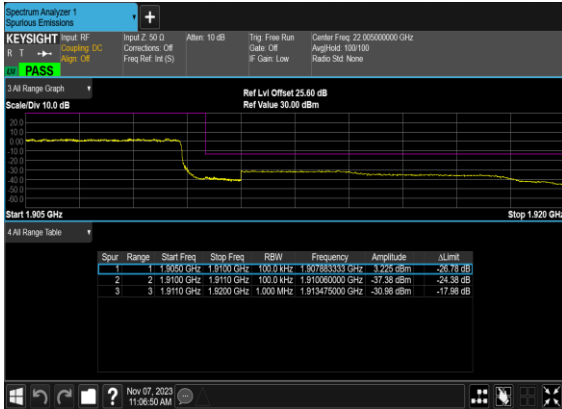 Spectrum Analyzer 1
Spurious Emissions
KEYSIGHT Input: RF Input Z: 50 Ω Atten: 10 dB Trig: Free Run Center Freq: 22.005000000 GHz
R T Coupling: DC Corrections: Off Gate: Off Avg|Hold: 100/100
Align: Off Freq Ref: Int (S) IF Gain: Low Radio Std: None
PASS
3 All Range Graph Ref Lvl Offset 25.60 dB
Scale/Div 10.0 dB Ref Value 30.00 dBm
20.0
10.0
0.00
-10.0
-20.0
-30.0
-40.0
-50.0
-60.0
Start 1.905 GHz Stop 1.920 GHz
4 All Range Table
Spur Range Start Freq Stop Freq RBW Frequency Amplitude ΔLimit
1 1 1.9050 GHz 1.9100 GHz 100.0 kHz 1.907883333 GHz 3.225 dBm -26.78 dB
2 2 1.9100 GHz 1.9110 GHz 100.0 kHz 1.910060000 GHz -37.38 dBm -24.38 dB
3 3 1.9110 GHz 1.9200 GHz 1.000 MHz 1.913475000 GHz -30.98 dBm -17.98 dB
Nov 07, 2023
11:06:50 AM